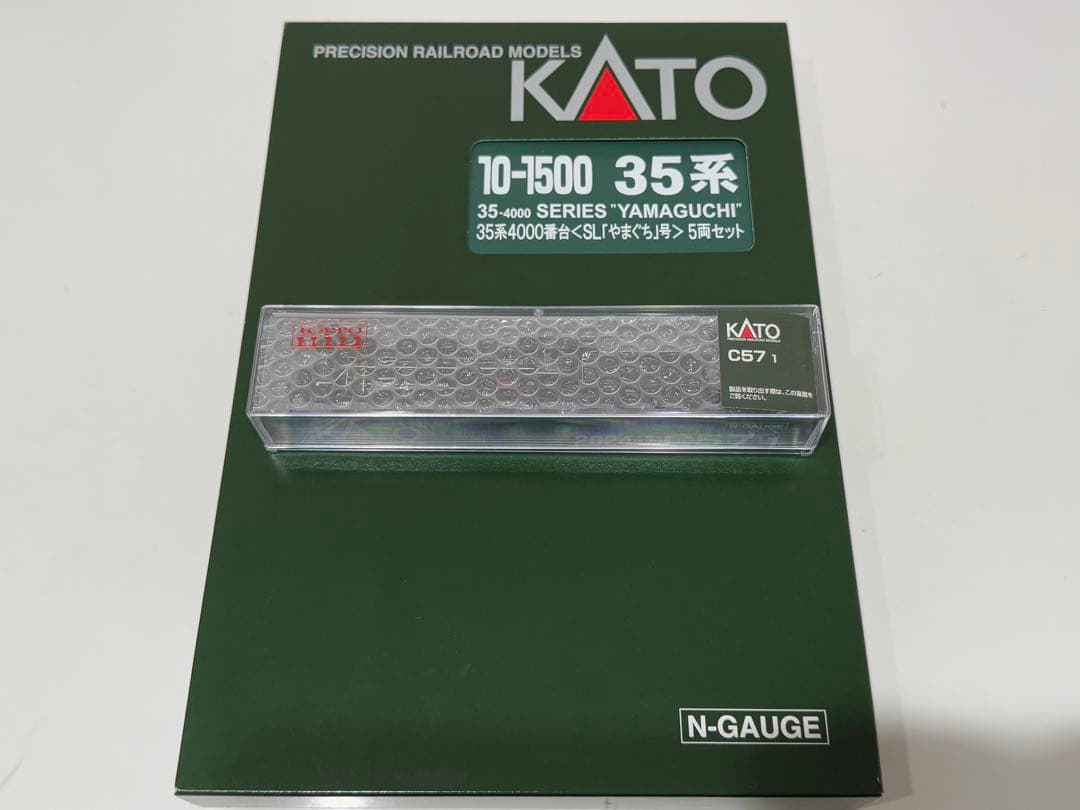 PRECISION RAILROAD MODELS
KATO
10-1500 35系
35-4000 SERIES "YAMAGUCHI"
35系4000番台<SL「やまぐち」号> 5両セット
KATO
KATO
PRECISION RAILROAD MODELS
C57 1
製品を取り出す際は、この裏面を
ご覧ください。
N-GAUGE
N-GAUGE